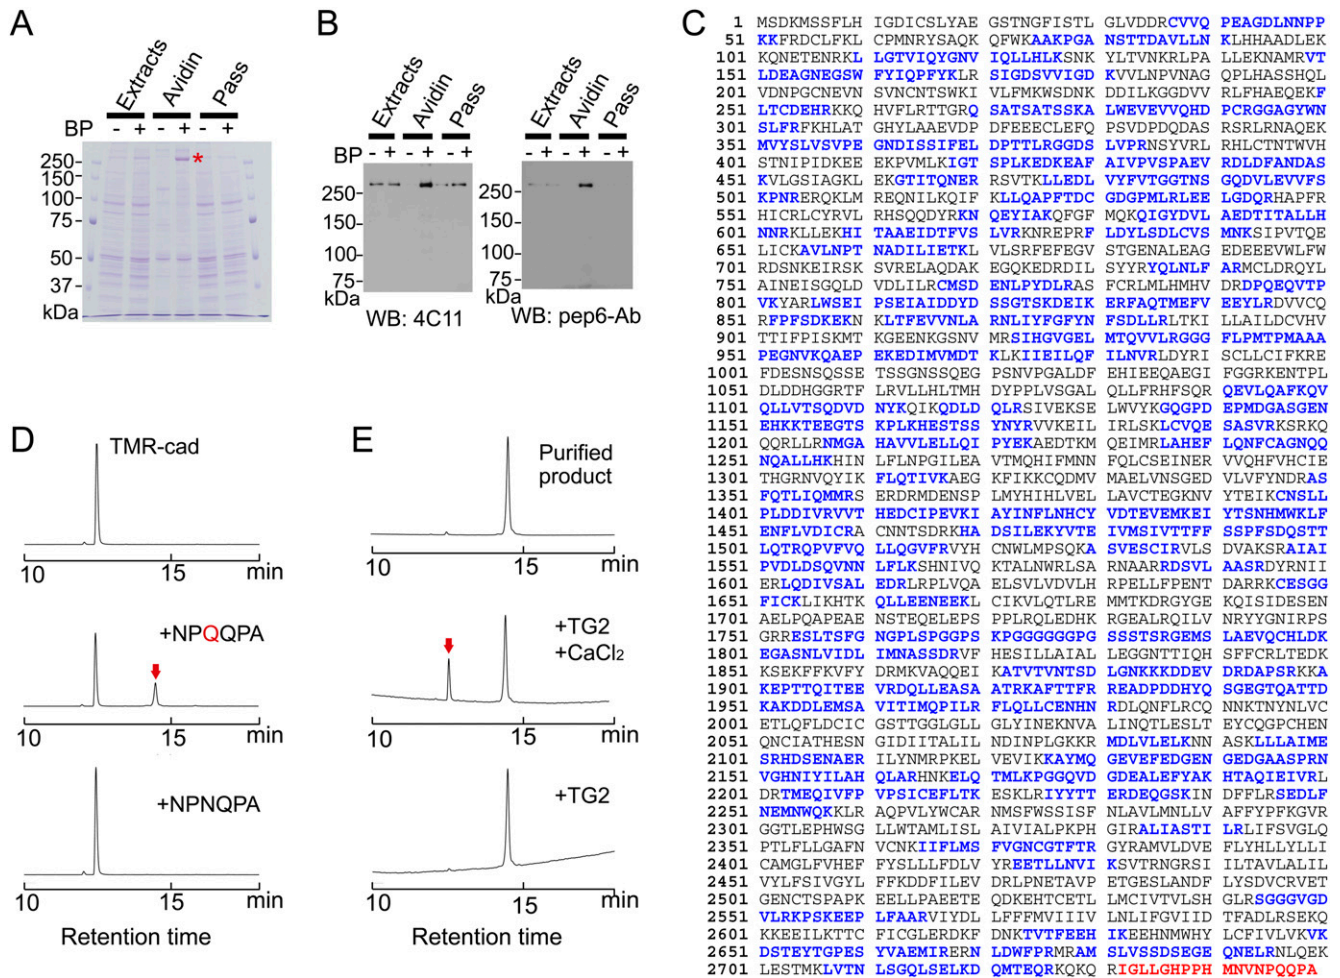 A
Extracts
Avidin
Pass
BP - + - + - +
250
150
100
75
50
37
kDa
*
B
Extracts
Avidin
Pass
BP - + - + - +
250
150
100
75
kDa
WB: 4C11
Extracts
Avidin
Pass
BP - + - + - +
250
150
100
75
kDa
WB: pep6-Ab
C
1 MSDKMSSFLH IGDICSLYAE GSTNGFISTL GLVDDRCVVQ PEAGDLNNPP
51 KKFRDCLFKL CPMNRYSAQK QFWKAAKPGA NSTTDAVLLN KLHHAADLEK
101 KQNETENRKL LGTVIQYGNV IQLLHLKSNK YLTVNKRLPA LLEKNAMRVT
151 LDEAGNEGSW FYIQPFYKLR SIGDSVVIGD KVVLNPVNAG QPLHASSHQL
201 VDNPGCNEVN SVNCNTSWKI VLFMKWSDNK DDILKGGDVV RLFHAEQEKF
251 LTCDEHRKKQ HVFLRTTGRQ SATSATSSKA LWEVEVVQHD PCRGGAGYWN
301 SLFRFKHLAT GHYLAAEVDP DFEEECLEFQ PSVDPDQDAS RSRLRNAQEK
351 MVYSLVSVPE GNDISSIFEL DPTTLRGGDS LVPRNSYVRL RHLCTNTWVH
401 STNIPIDKEE EKPVMLKIGT SPLKEDKEAF AIVPVSPAEV RDLDFANDAS
451 KVLGSIAGKL EKGTITQNER RSVTKLLEDL VYFVTGGTNS GQDVLEVVFS
501 KPNRERQKLM REQNILKQIF KLLQAPFTDC GDGPMLRLEE LGDQRHAPFR
551 HICRLCYRVL RHSQQDYRKN QEYIAKQFGF MQKQIGYDVL AEDTITALLH
601 NNRKLLEKHI TAAEIDTFVS LVRKNREPRF LDYLSDLCVS MNKSIPVTQE
651 LICKAVLNPT NADILIETKL VLSRFEFEGV STGENALEAG EDEEEVWLFW
701 RDSNKEIRSK SVRELAQDAK EGQKEDRDIL SYYRYQLNLF ARMCLDRQYL
751 AINEISGQLD VDLILRCMSD ENLPYDLRAS FCRLMLHMHV DRDPQEQVTP
801 VKYARLWSEI PSEIAIDDYD SSGTSKDEIK ERFAQTMEFV EEYLRDVVCQ
851 RFPFSDKEKN KLTFEVVNLA RNLIYFGFYN FSDLLRLTKI LLAILDCVHV
901 TTIFPISKMT KGEENKGSNV MRSIHGVGEL MTQVVLRGGG FLPMTPMAAA
951 PEGNVKQAEP EKEDIMVMDT KLKIIEILQF ILNVRLDYRI SCLLCIFKRE
1001 FDESNSQSSE TSSGNSSQEG PSNVPGALDF EHIEEQAEGI FGGRKENTPL
1051 DLDDHGGRTF LRVLLHLTMH DYPPLVSGAL QLLFRHFSQR QEVLQAFKQV
1101 QLLVTSQDVD NYKQIKQDLD QLRSIVEKSE LWVYKGQGPD EPMDGASGEN
1151 EHKKTEEGTS KPLKHESTSS YNYRVVKEIL IRLSKLCVQE SASVRKSRKQ
1201 QQRLLRNMGA HAVVLELLQI PYEKAEDTKM QEIMRLAHEF LQNFCAGNQQ
1251 NQALLHKHIN LFLNPGILEA VTMQHIFMNN FQLCSEINER VVQHFVHCIE
1301 THGRNVQYIK FLQTIVKAEG KFIKKCQDMV MAELVNSGED VLVFYNDRAS
1351 FQTLIQMMRS ERDRMDENSP LMYHIHLVEL LAVCTEGKNV YTEIKCNSLL
1401 PLDDIVRVVT HEDCIPEVKI AYINFLNHCY VDTEVEMKEI YTSNHMWKLF
1451 ENFLVDICRA CNNTSDRKHA DSILEKYVTE IVMSIVTTFF SSPFSDQSTT
1501 LQTRQPVFVQ LLQGVFRVYH CNWLMPSQKA SVESCIRVLS DVAKSRAIAI
1551 PVDLDSQVNN LFLKSHNIVQ KTALNWRLSA RNAARRDSVL AASRDYRNII
1601 ERLQDIVSAL EDRLRPLVQA ELSVLVDVLH RPELLFPENT DARRKCESGG
1651 FICKLIKHTK QLLEENEEKL CIKVLQTLRE MMTKDRGYGE KQISIDESEN
1701 AELPQAPEAE NSTEQELEPS PPLRQLEDHK RGEALRQILV NRYYGNIRPS
1751 GRRESLTSFG NGPLSPGGPS KPGGGGGGPG SSSTSRGEMS LAEVQCHLDK
1801 EGASNLVIDL IMNASSDRVF HESILLAIAL LEGGNTTIQH SFFCRLTEDK
1851 KSEKFFKVFY DRMKVAQQEI KATVTVNTSD LGNKKKDDEV DRDAPSRKKA
1901 KEPTTQITEE VRDQLLEASA ATRKAFTTFR READPDDHYQ SGEGTQATTD
1951 KAKDDLEMSA VITIMQPILR FLQLLCENHN RDLQNFLRCQ NNKTNYNLVC
2001 ETLQFLDCIC GSTTGGLGLL GLYINEKNVA LINQTLESLT EYCQGPCHEN
2051 QNCIATHESN GIDIITALIL NDINPLGKKR MDLVLELKNN ASKLLLAIME
2101 SRHDSENAER ILYNMRPKEL VEVIKKAYMQ GEVEFEDGEN GEDGAASPRN
2151 VGHNIYILAH QLARHNKELQ TMLKPGGQVD GDEALEFYAK HTAQIEIVRL
2201 DRTMEQIVFP VPSICEFLTK ESKLRIYYTT ERDEQGSKIN DFFLRSEDLF
2251 NEMNWQKKLR AQPVLYWCAR NMSFWSSISF NLAVLMNLLV AFFYPFKGVR
2301 GGTLEPHWSG LLWTAMLISL AIVIALPKPH GIRALIASTI LRLIFSVGLQ
2351 PTLFLLGAFN VCNKIIFLMS FVGNCGTFTR GYRAMVLDVE FLYHLLYLLI
2401 CAMGLFVHEF FYSLLLFDLV YREETLLNVI KSVTRNGRSI ILTAVLALIL
2451 VYLFSIVGYL FFKDDFILEV DRLPNETAVP ETGESLANDF LYSDVCRVET
2501 GENCTSPAPK EELLPAEETE QDKEHTCETL LMCIVTVLSH GLRSGGGVGD
2551 VLRKPSKEEP LFAARVIYDL LFFFMVIIIV LNLIFGVIID TFADLRSEKQ
2601 KKEEILKTTC FICGLERDKF DNKTVTFEEH IKEEHNMWHY LCFIVLVKVK
2651 DSTEYTGPES YVAEMIRERN LDWFPRMRAM SLVSSDSEGE QNELRNLQEK
2701 LESTMKLVTN LSGQLSELKD QMTEQRKQKQ RIGLLGHPPH MNVNPQQPA
D
TMR-cad
10 15 min
+NPQQPA
10 15 min
+NPNQPA
10 15 min
Retention time
E
Purified
product
10 15 min
+TG2
+CaCl2
10 15 min
+TG2
10 15 min
Retention time